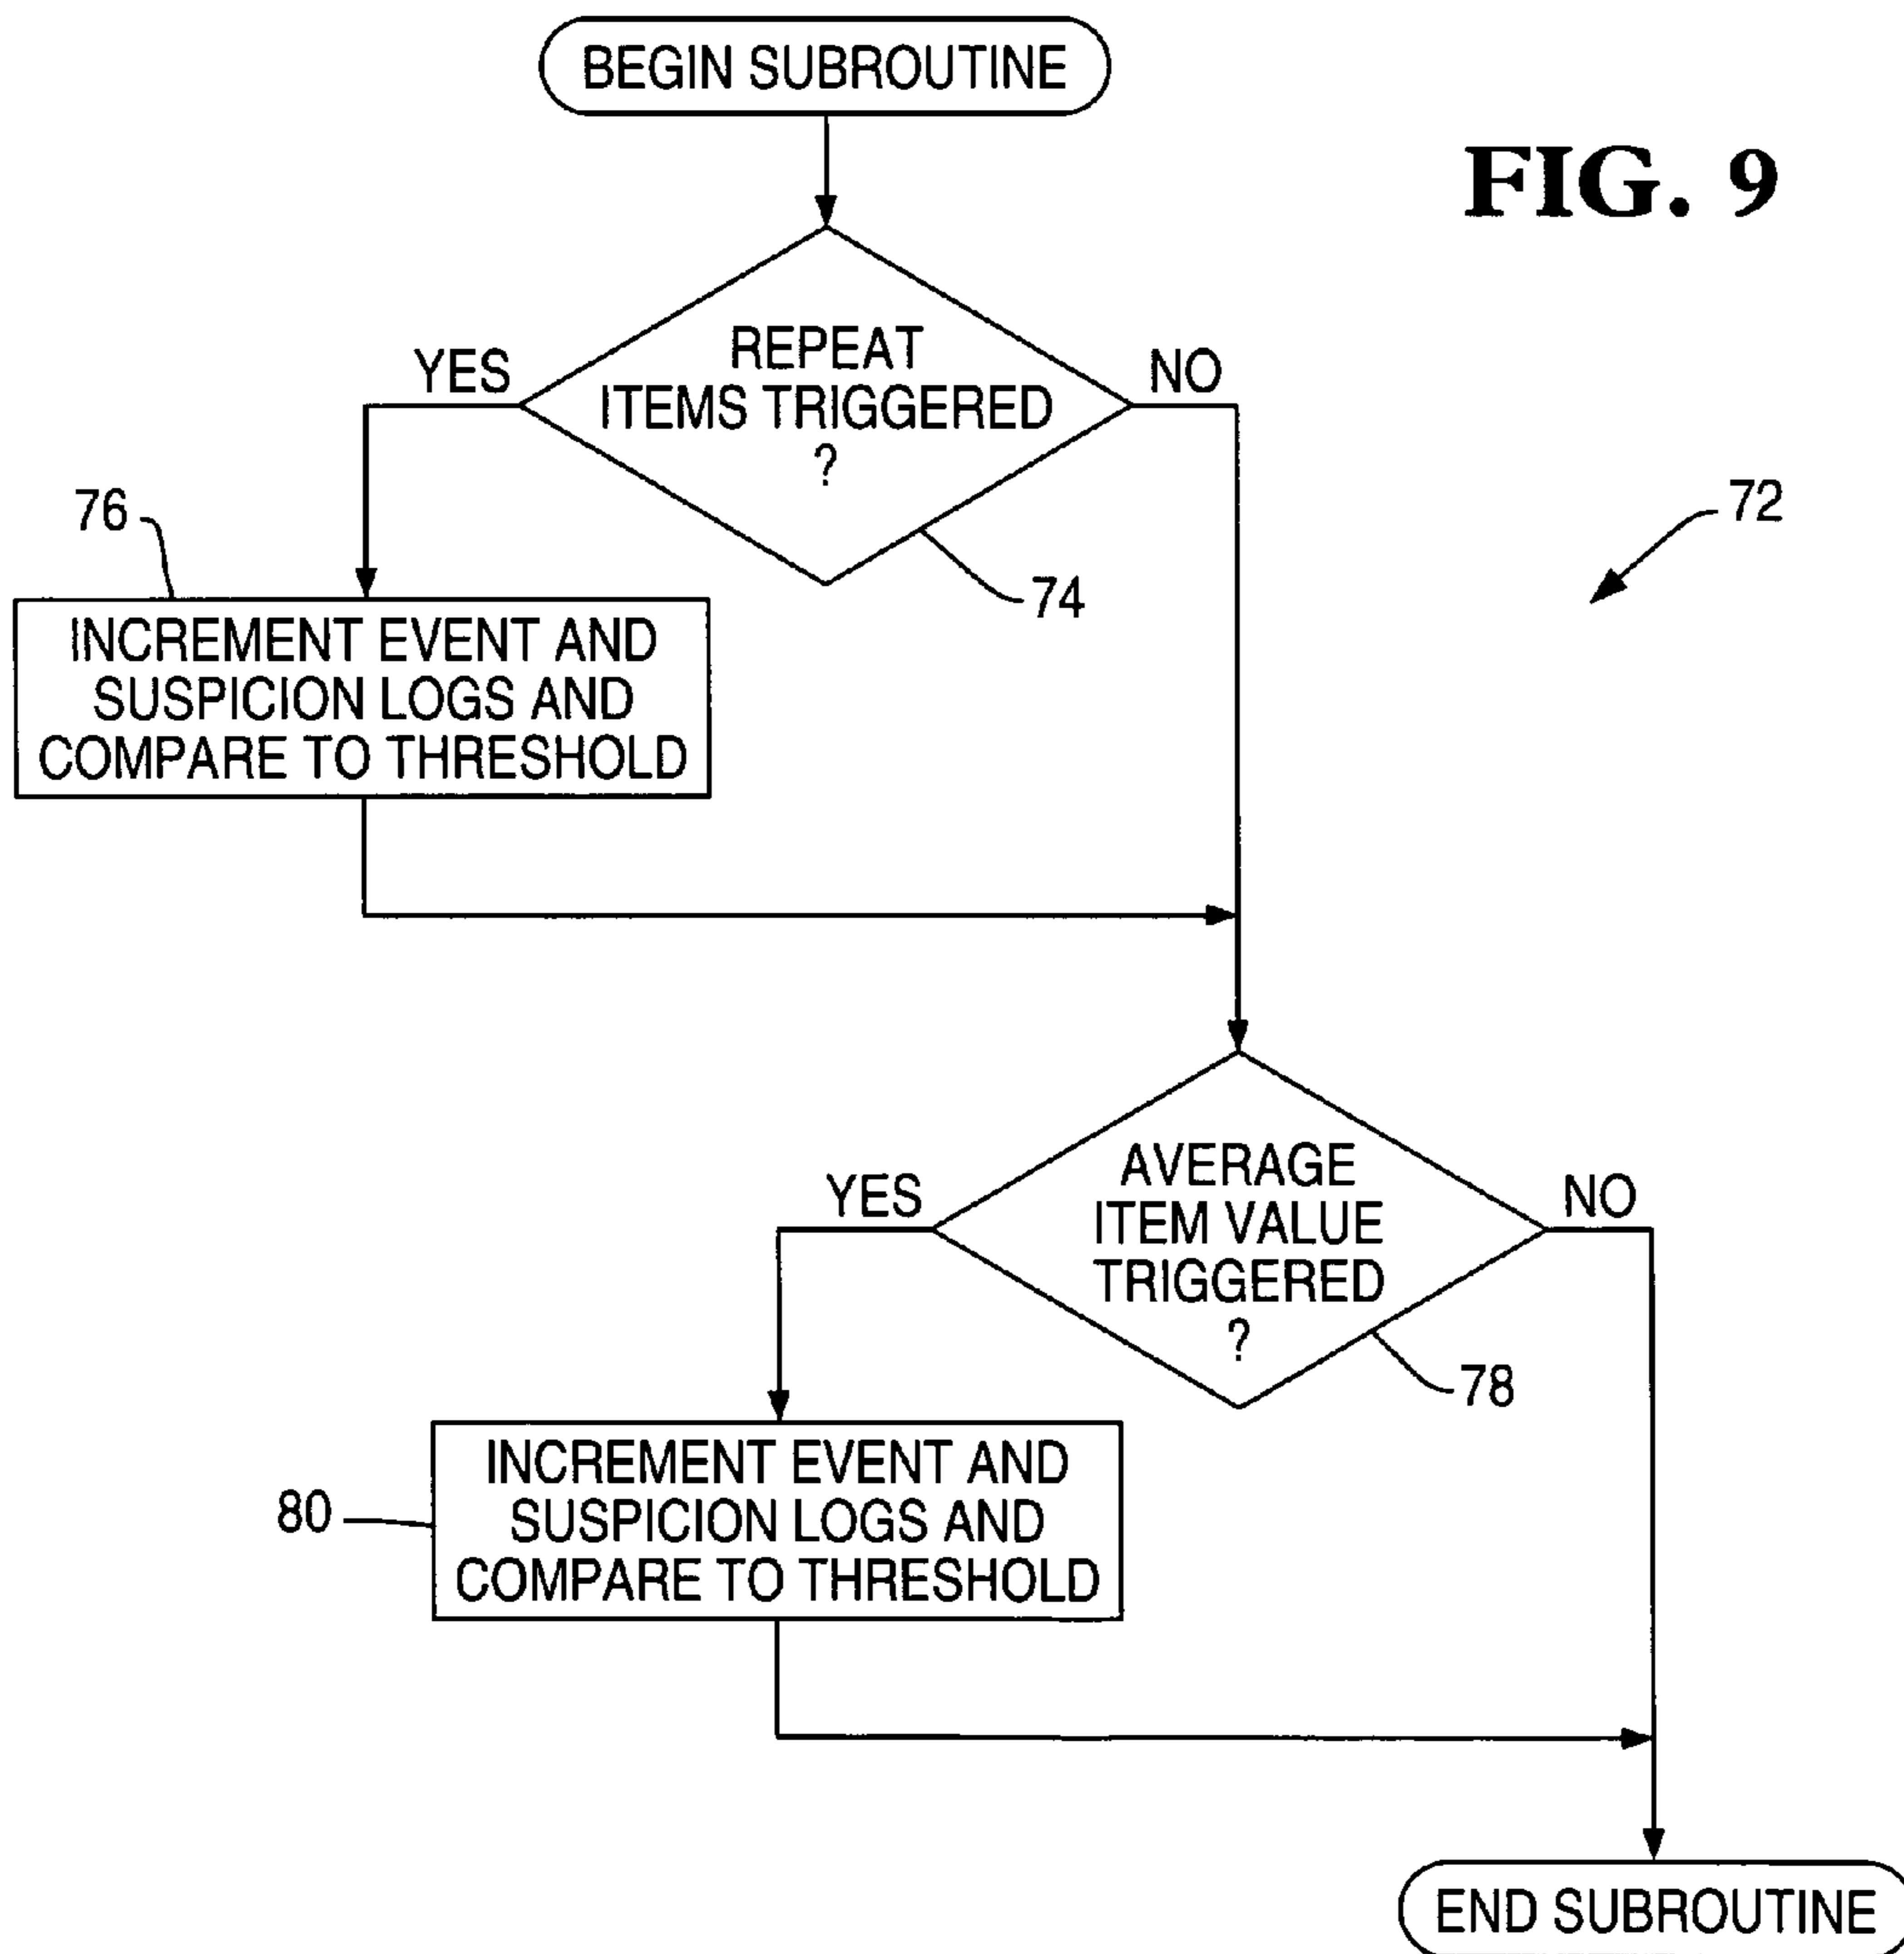 BEGIN SUBROUTINE
FIG. 9
REPEAT
ITEMS TRIGGERED
?
YES
NO
76
72
74
INCREMENT EVENT AND
SUSPICION LOGS AND
COMPARE TO THRESHOLD
AVERAGE
ITEM VALUE
TRIGGERED
?
YES
NO
78
INCREMENT EVENT AND
SUSPICION LOGS AND
COMPARE TO THRESHOLD
80
END SUBROUTINE